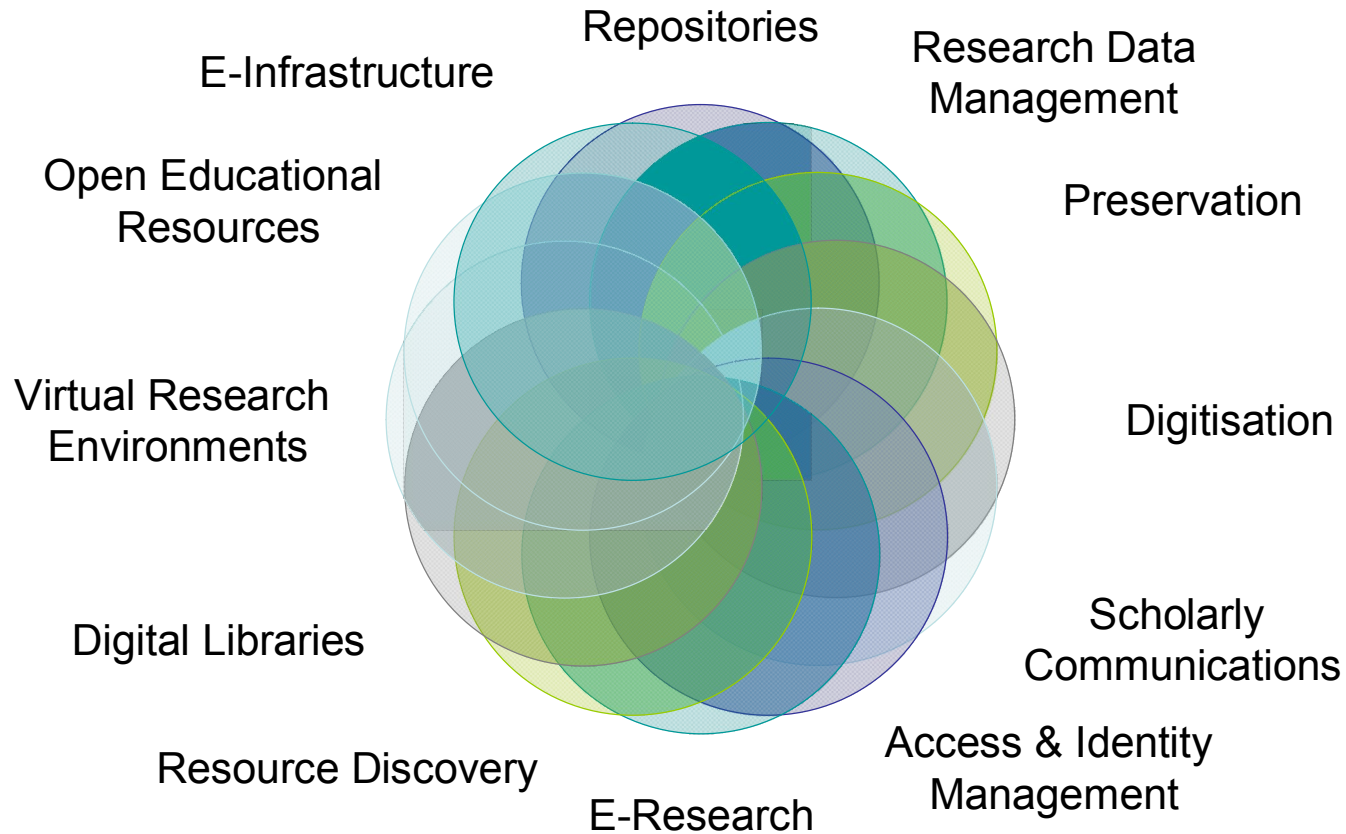 Repositories
Research Data
Management
Preservation
Digitisation
Scholarly
Communications
Access & Identity
Management
E-Research
Resource Discovery
Digital Libraries
Virtual Research
Environments
Open Educational
Resources
E-Infrastructure